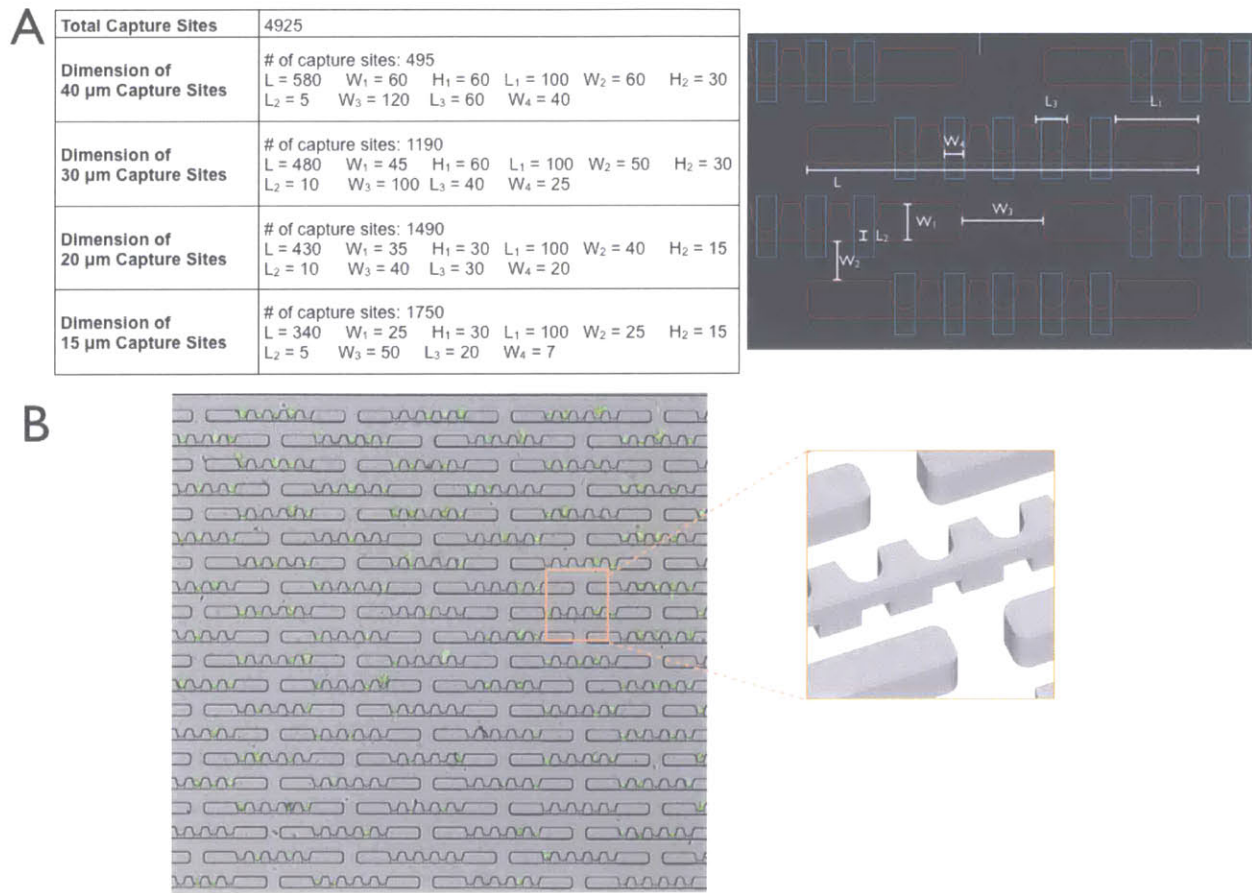 A
Total Capture Sites 4925
Dimension of
40 µm Capture Sites
# of capture sites: 495
L = 580 W₁ = 60 H₁ = 60 L₁ = 100 W₂ = 60 H₂ = 30
L₂ = 5 W₃ = 120 L₃ = 60 W₄ = 40
Dimension of
30 µm Capture Sites
# of capture sites: 1190
L = 480 W₁ = 45 H₁ = 60 L₁ = 100 W₂ = 50 H₂ = 30
L₂ = 10 W₃ = 100 L₃ = 40 W₄ = 25
Dimension of
20 µm Capture Sites
# of capture sites: 1490
L = 430 W₁ = 35 H₁ = 30 L₁ = 100 W₂ = 40 H₂ = 15
L₂ = 10 W₃ = 40 L₃ = 30 W₄ = 20
Dimension of
15 µm Capture Sites
# of capture sites: 1750
L = 340 W₁ = 25 H₁ = 30 L₁ = 100 W₂ = 25 H₂ = 15
L₂ = 5 W₃ = 50 L₃ = 20 W₄ = 7
L₃ L₁
W₄
L
W₁ W₃
L₂
W₂
B